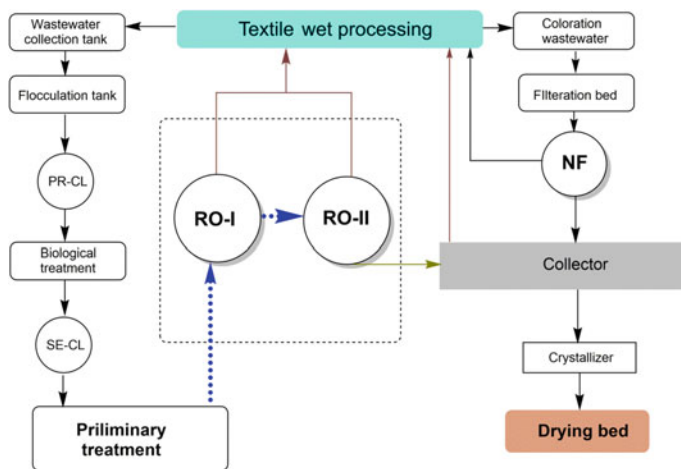 Wastewater
collection tank
Textile wet processing
Coloration
wastewater
Flocculation tank
FIlteration bed
PR-CL
NF
RO-I
RO-II
Biological
treatment
Collector
SE-CL
Crystallizer
Priliminary
treatment
Drying bed